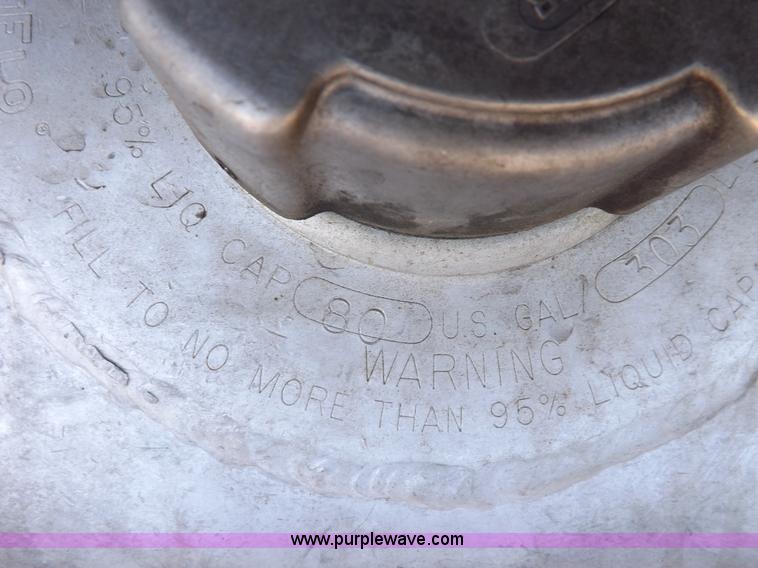 95% LIQ. CAP. 80 U.S. GAL/ 303
WARNING
FILL TO NO MORE THAN 95% LIQUID CAP
www.purplewave.com